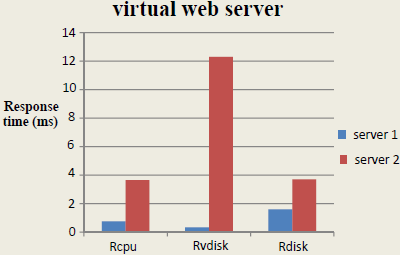 virtual web server
14
12
10
8
6
4
2
0
Response
time (ms)
Rcpu
Rvdisk
Rdisk
server 1
server 2